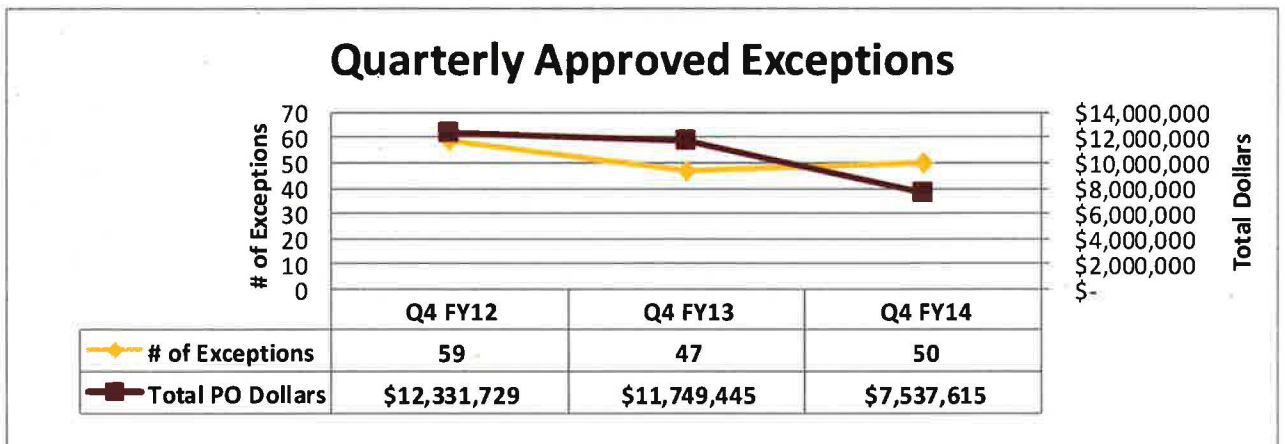 Quarterly Approved Exceptions
# of Exceptions
70
60
50
40
30
20
10
0
$14,000,000
$12,000,000
$10,000,000
$8,000,000
$6,000,000
$4,000,000
$2,000,000
$-
Total Dollars
Q4 FY12 Q4 FY13 Q4 FY14
# of Exceptions 59 47 50
Total PO Dollars $12,331,729 $11,749,445 $7,537,615